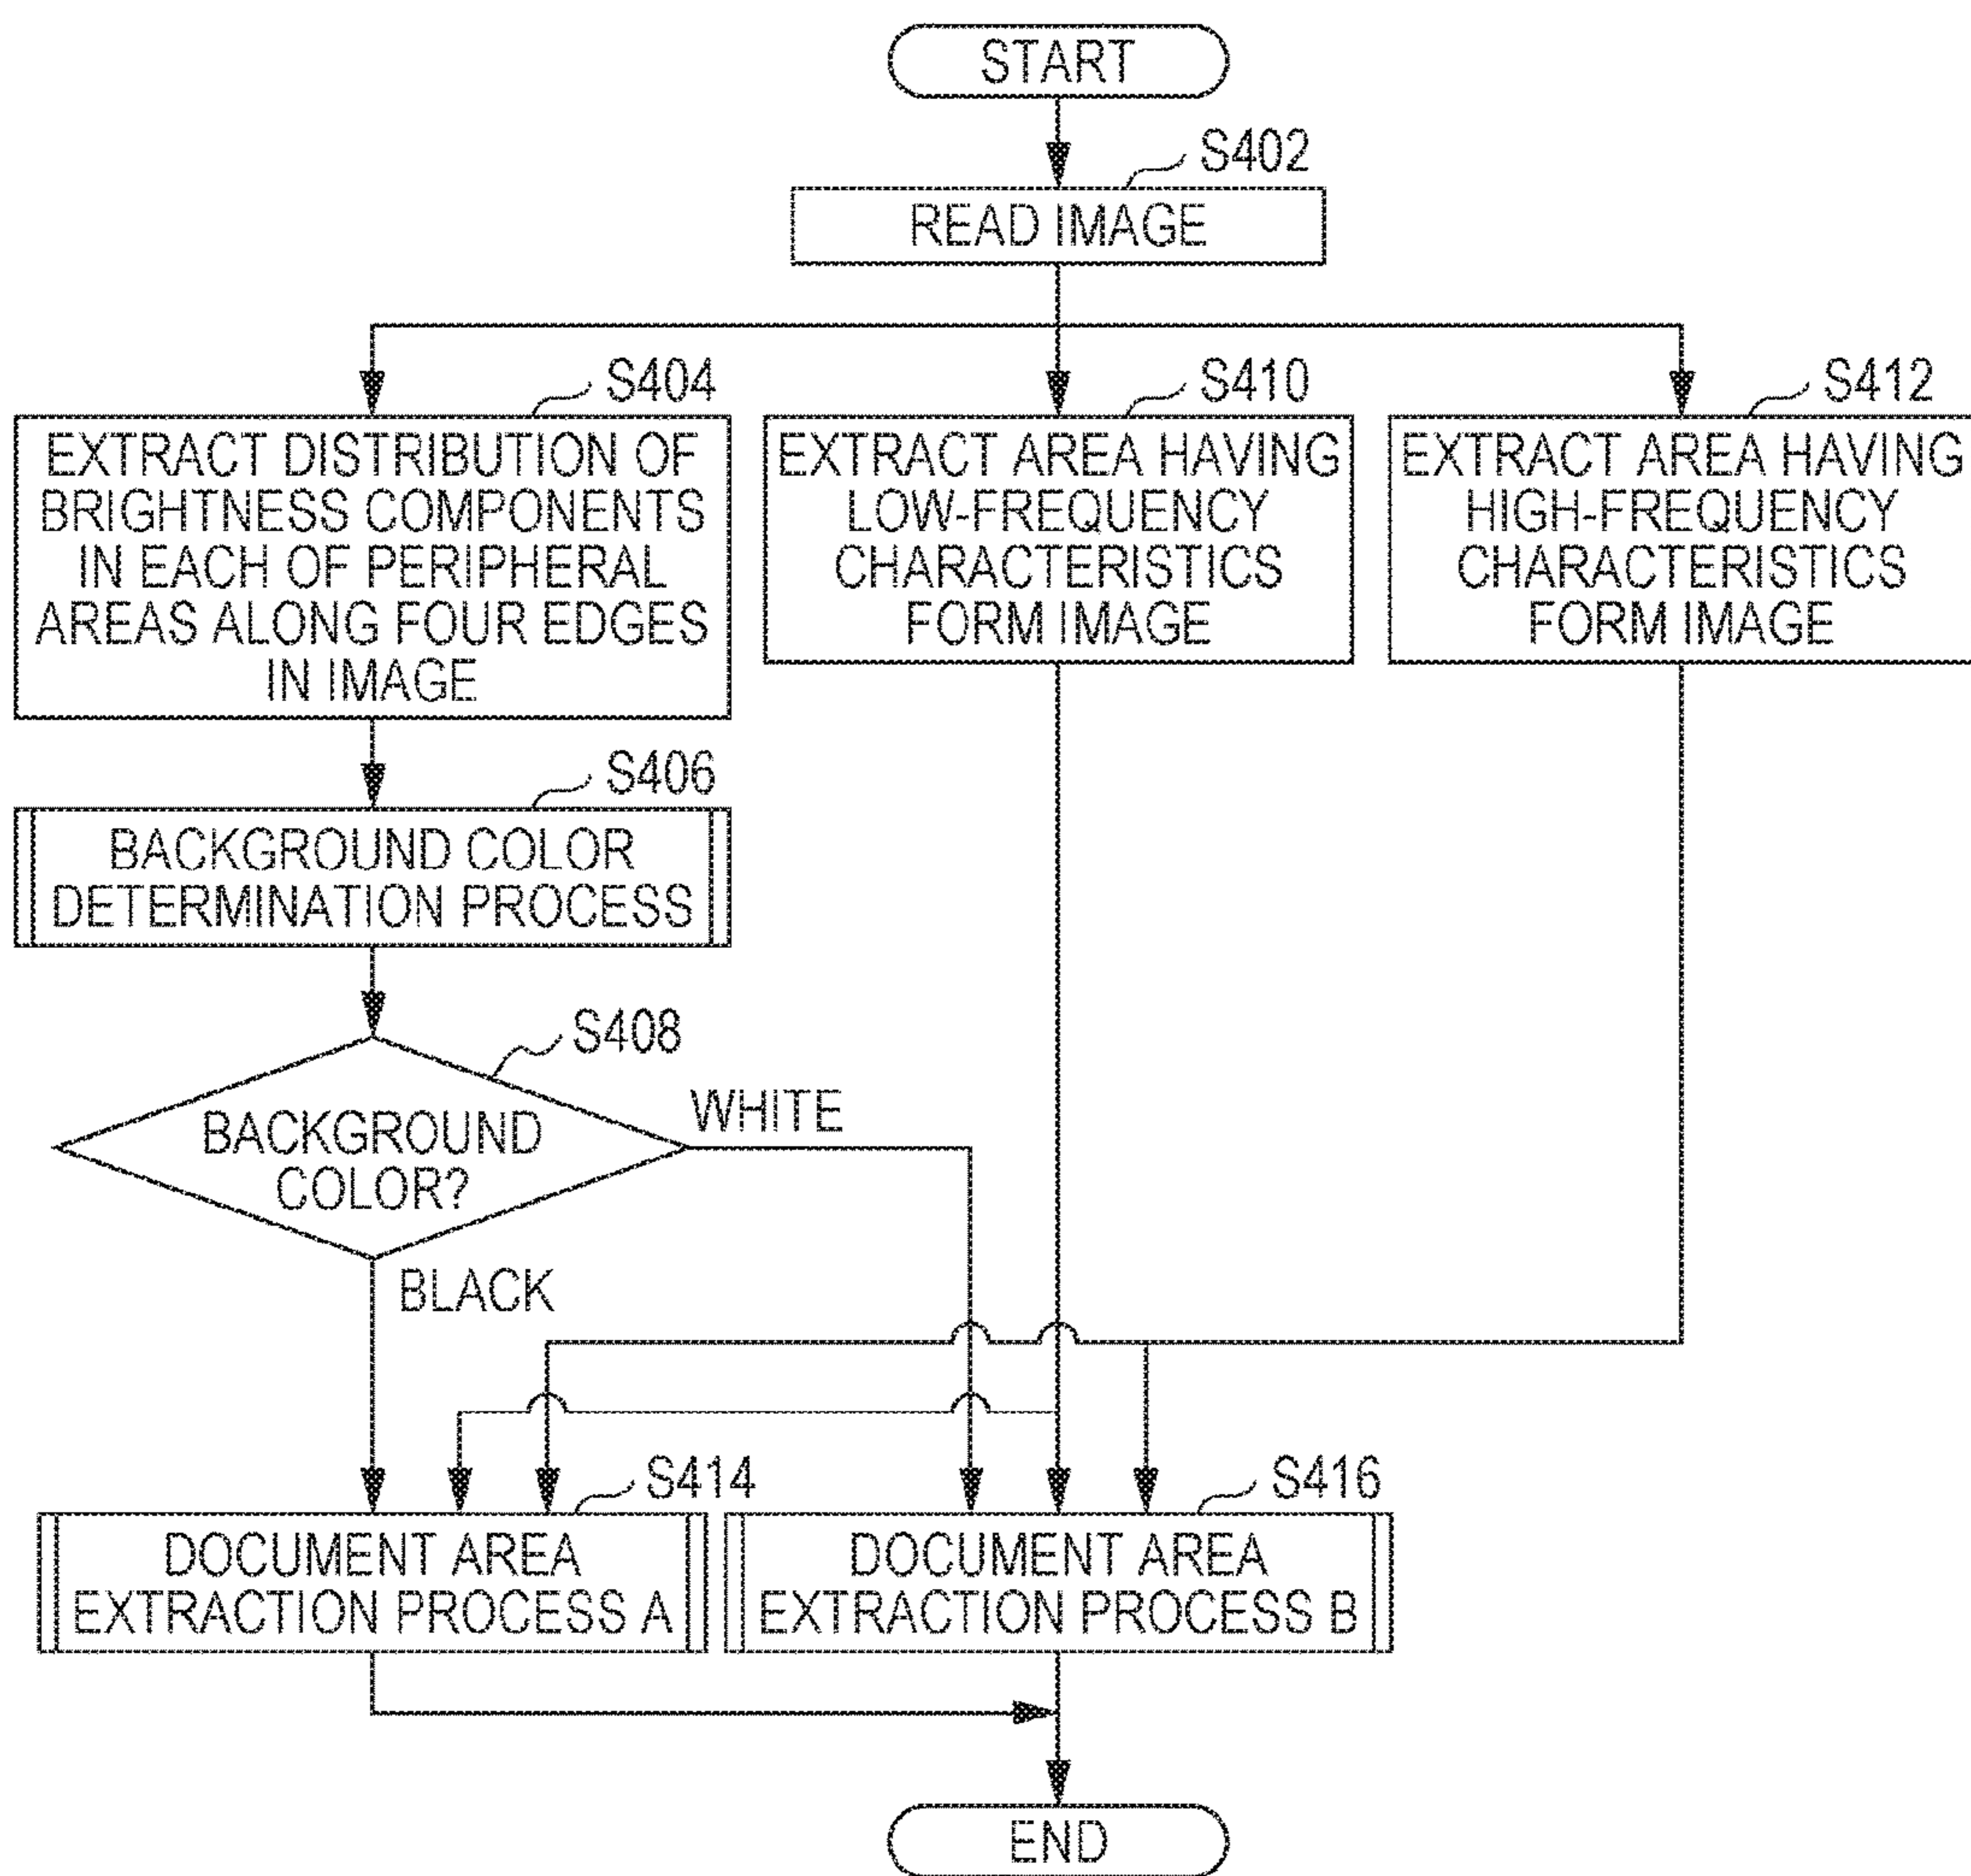 START
S402
READ IMAGE
S404
EXTRACT DISTRIBUTION OF
BRIGHTNESS COMPONENTS
IN EACH OF PERIPHERAL
AREAS ALONG FOUR EDGES
IN IMAGE
S410
EXTRACT AREA HAVING
LOW-FREQUENCY
CHARACTERISTICS
FORM IMAGE
S412
EXTRACT AREA HAVING
HIGH-FREQUENCY
CHARACTERISTICS
FORM IMAGE
S406
BACKGROUND COLOR
DETERMINATION PROCESS
S408
BACKGROUND
COLOR?
WHITE
BLACK
S414
DOCUMENT AREA
EXTRACTION PROCESS A
S416
DOCUMENT AREA
EXTRACTION PROCESS B
END